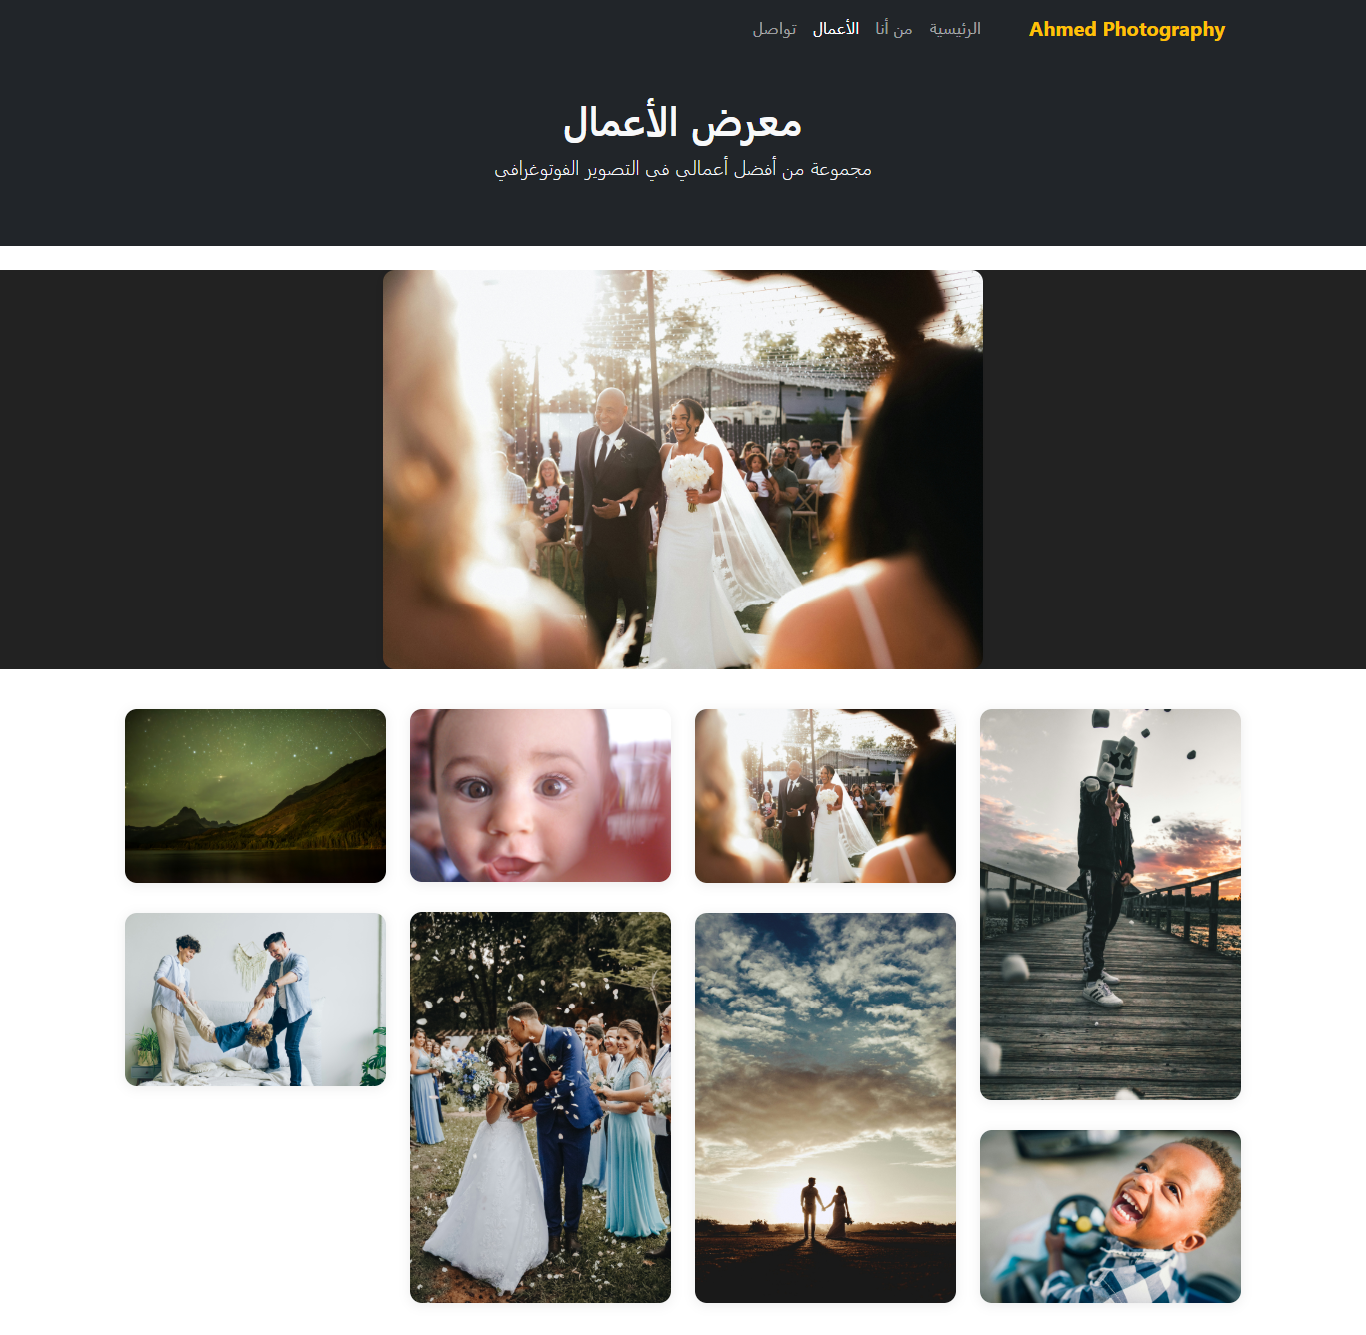 Ahmed Photography
الرئيسية
من أنا
الأعمال
تواصل
معرض الأعمال
مجموعة من أفضل أعمالي في التصوير الفوتوغرافي